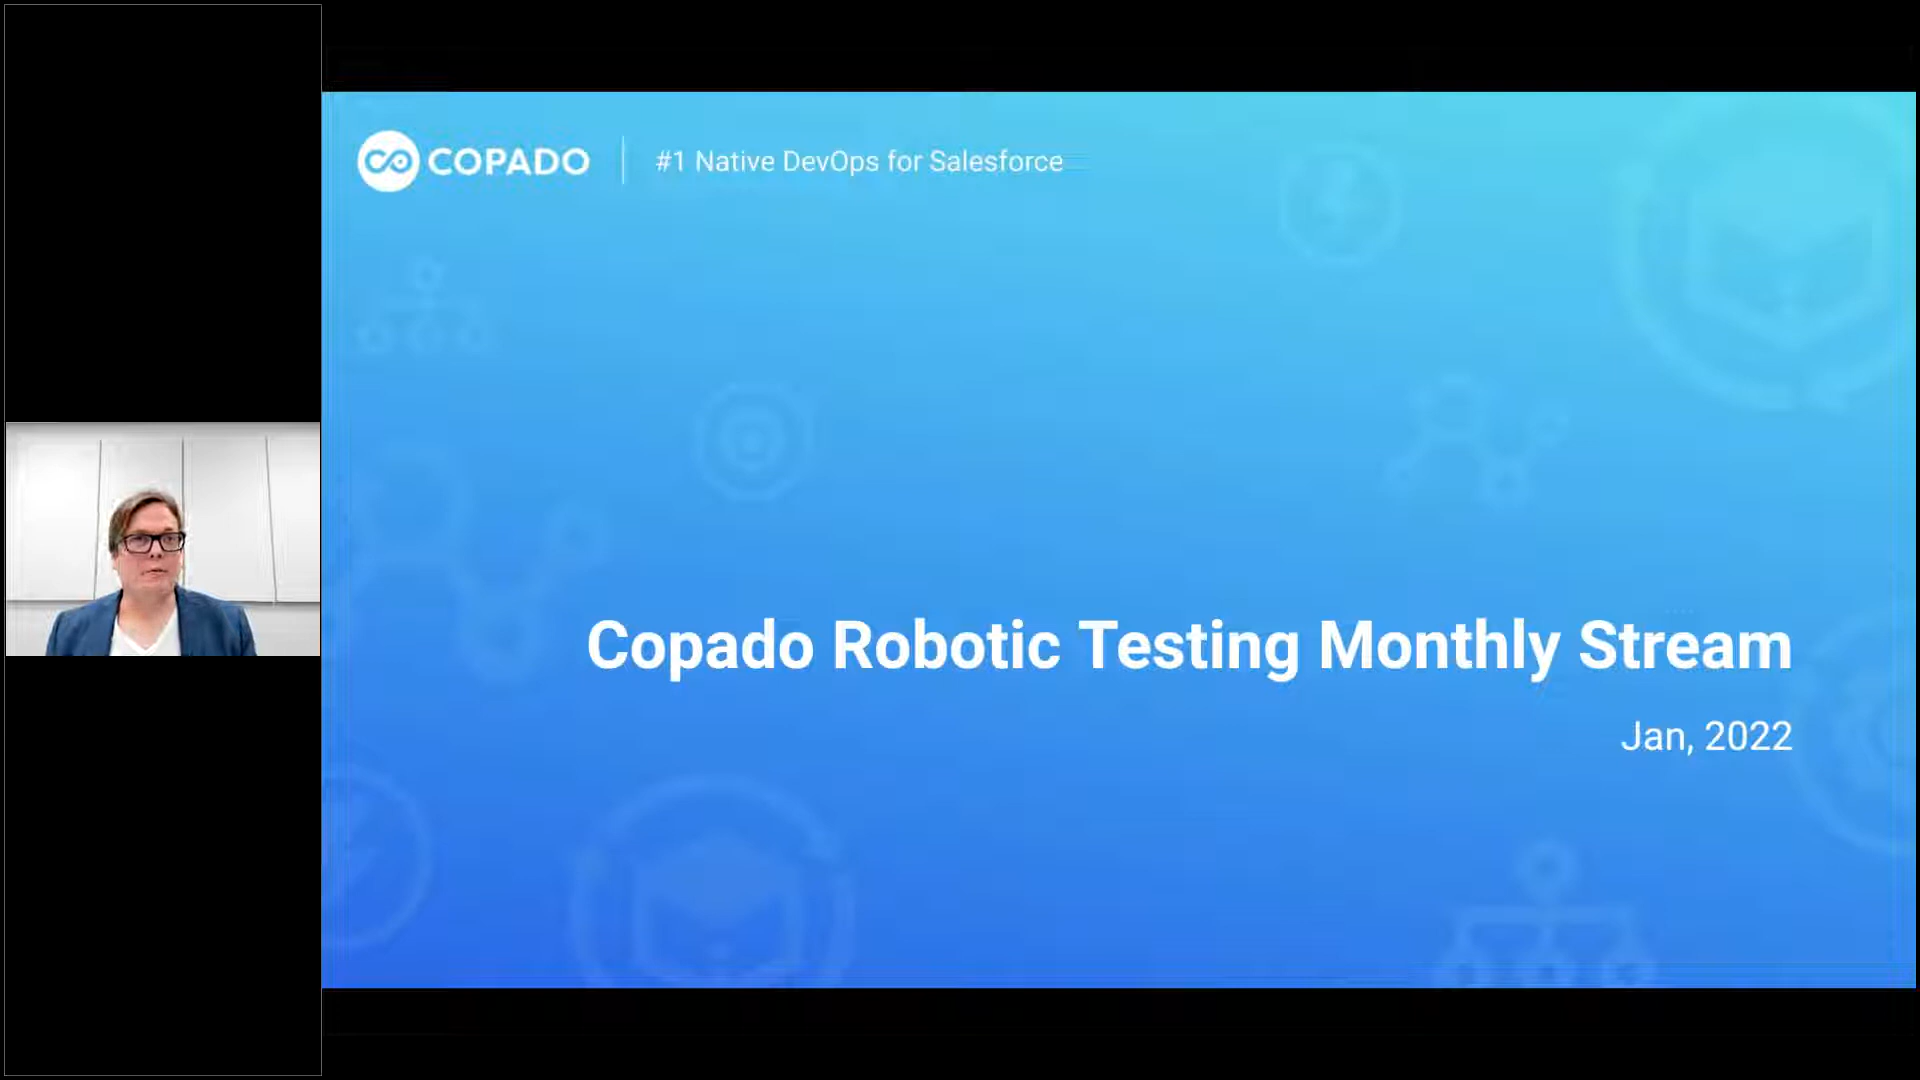 COPADO
#1 Native DevOps for Salesforce
Copado Robotic Testing Monthly Stream
Jan, 2022